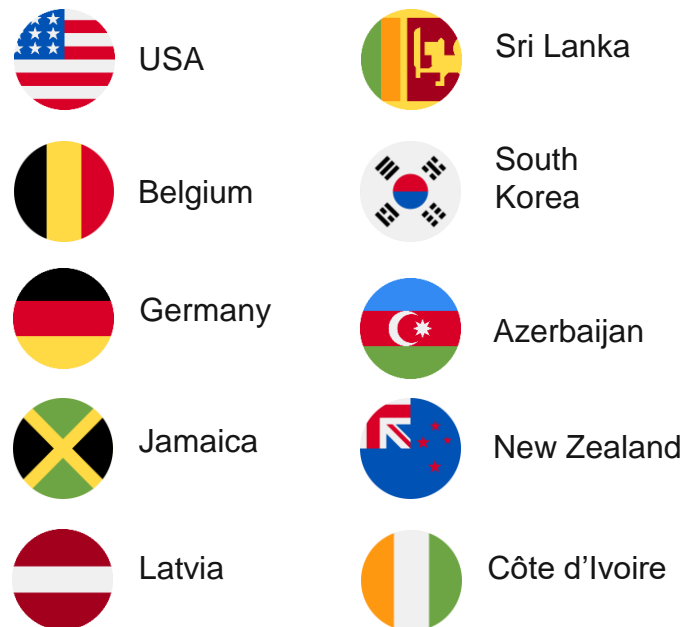 USA
Sri Lanka
Belgium
South
Korea
Germany
Azerbaijan
Jamaica
New Zealand
Latvia
Côte d’Ivoire